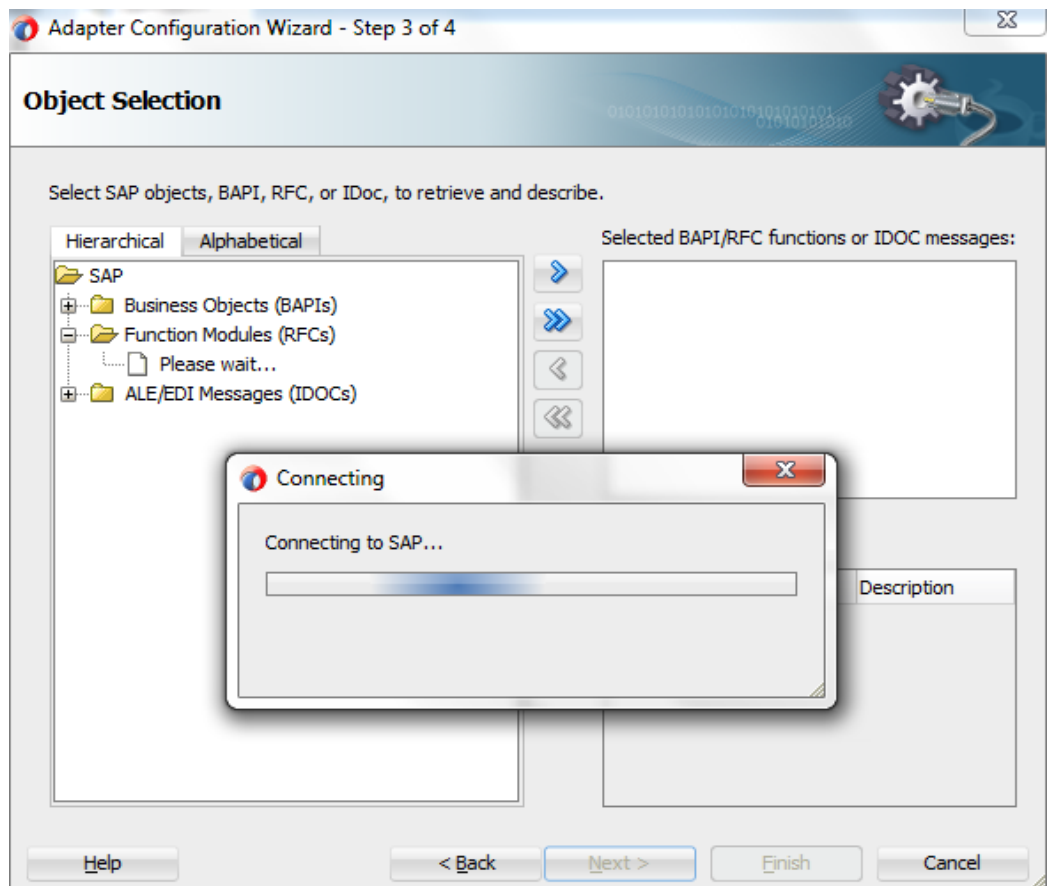 Adapter Configuration Wizard - Step 3 of 4
Object Selection
Select SAP objects, BAPI, RFC, or IDoc, to retrieve and describe.
Hierarchical Alphabetical
Selected BAPI/RFC functions or IDOC messages:
SAP
Business Objects (BAPIs)
Function Modules (RFCs)
Please wait...
ALE/EDI Messages (IDOCs)
Connecting
Connecting to SAP...
Description
Help < Back Next > Finish Cancel